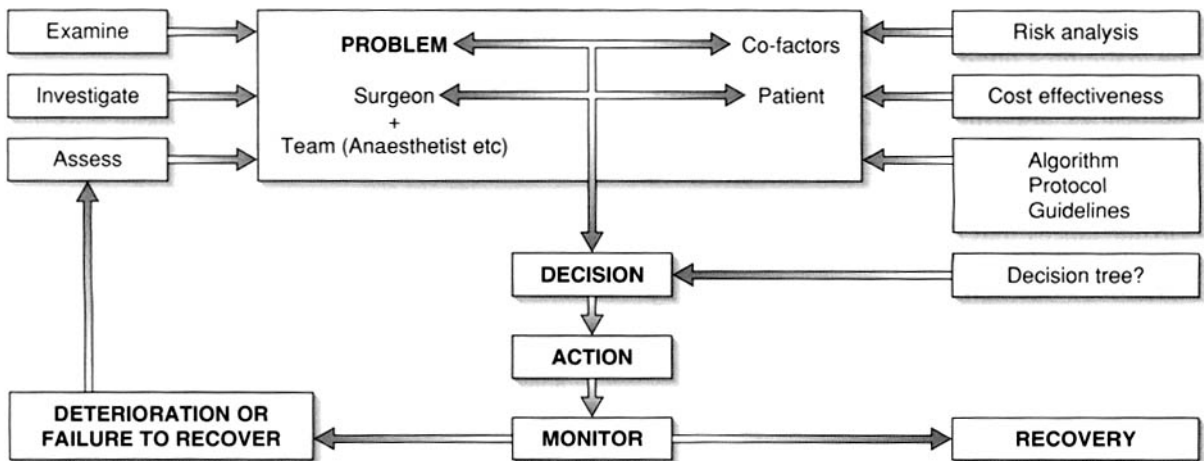 Examine
PROBLEM
Co-factors
Risk analysis
Investigate
Surgeon
+
Team (Anaesthetist etc)
Patient
Cost effectiveness
Assess
Algorithm
Protocol
Guidelines
DECISION
Decision tree?
ACTION
DETERIORATION OR
FAILURE TO RECOVER
MONITOR
RECOVERY